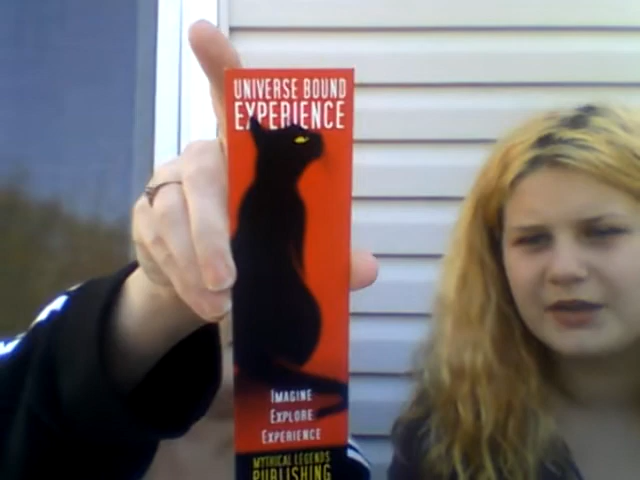 UNIVERSE BOUND
EXPERIENCE
IMAGINE
EXPLORE
EXPERIENCE
MYTHICAL LEGENDS
PUBLISHING